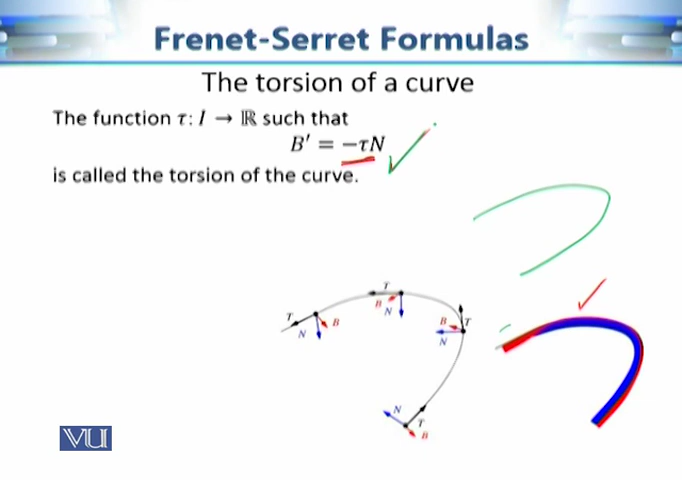 Frenet-Serret Formulas
The torsion of a curve
The function τ: I → ℝ such that
B′ = −τN
is called the torsion of the curve.
T
B
N
T
B
N
B
T
N
N
T
B
VU